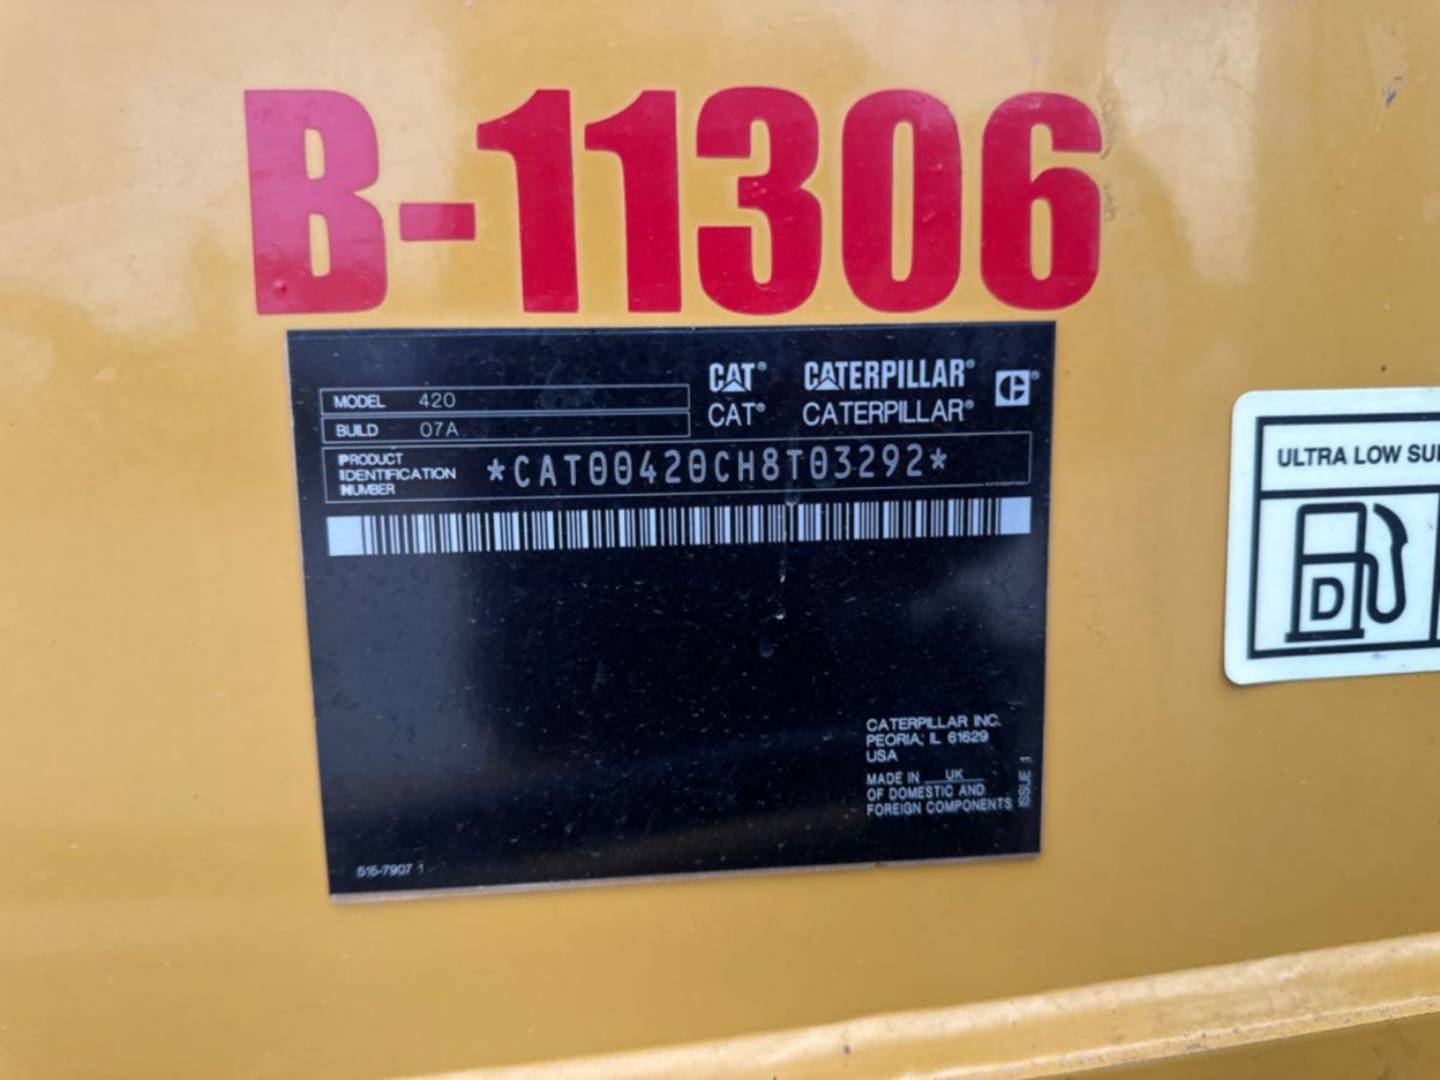 B-11306
CAT® CATERPILLAR®
CAT® CATERPILLAR®
MODEL 420
BUILD 07A
PRODUCT
IDENTIFICATION
NUMBER
*CAT00420CH8T03292*
CATERPILLAR INC.
PEORIA, IL 61629
USA
MADE IN UK
OF DOMESTIC AND
FOREIGN COMPONENTS
ISSUE 1
515-7907 1
ULTRA LOW SU
D